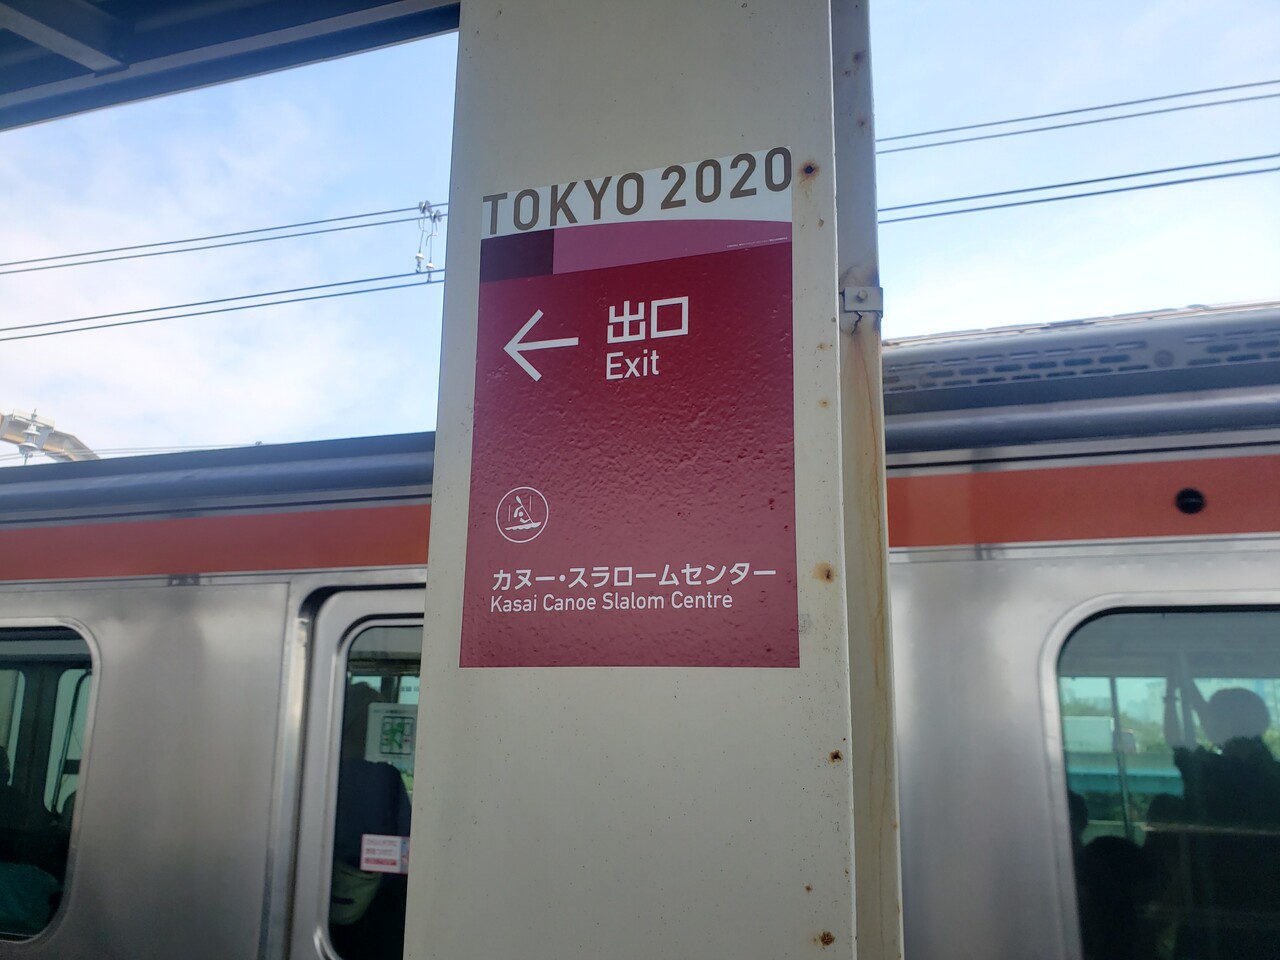 TOKYO 2020
出口
Exit
カヌー・スラロームセンター
Kasai Canoe Slalom Centre